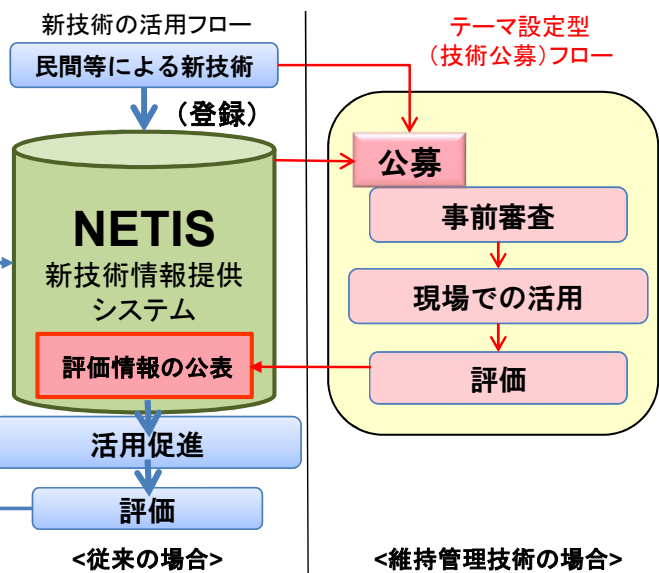 新技術の活用フロー
民間等による新技術
（登録）
NETIS
新技術情報提供
システム
評価情報の公表
活用促進
評価
<従来の場合>
テーマ設定型
（技術公募）フロー
公募
事前審査
現場での活用
評価
<維持管理技術の場合>